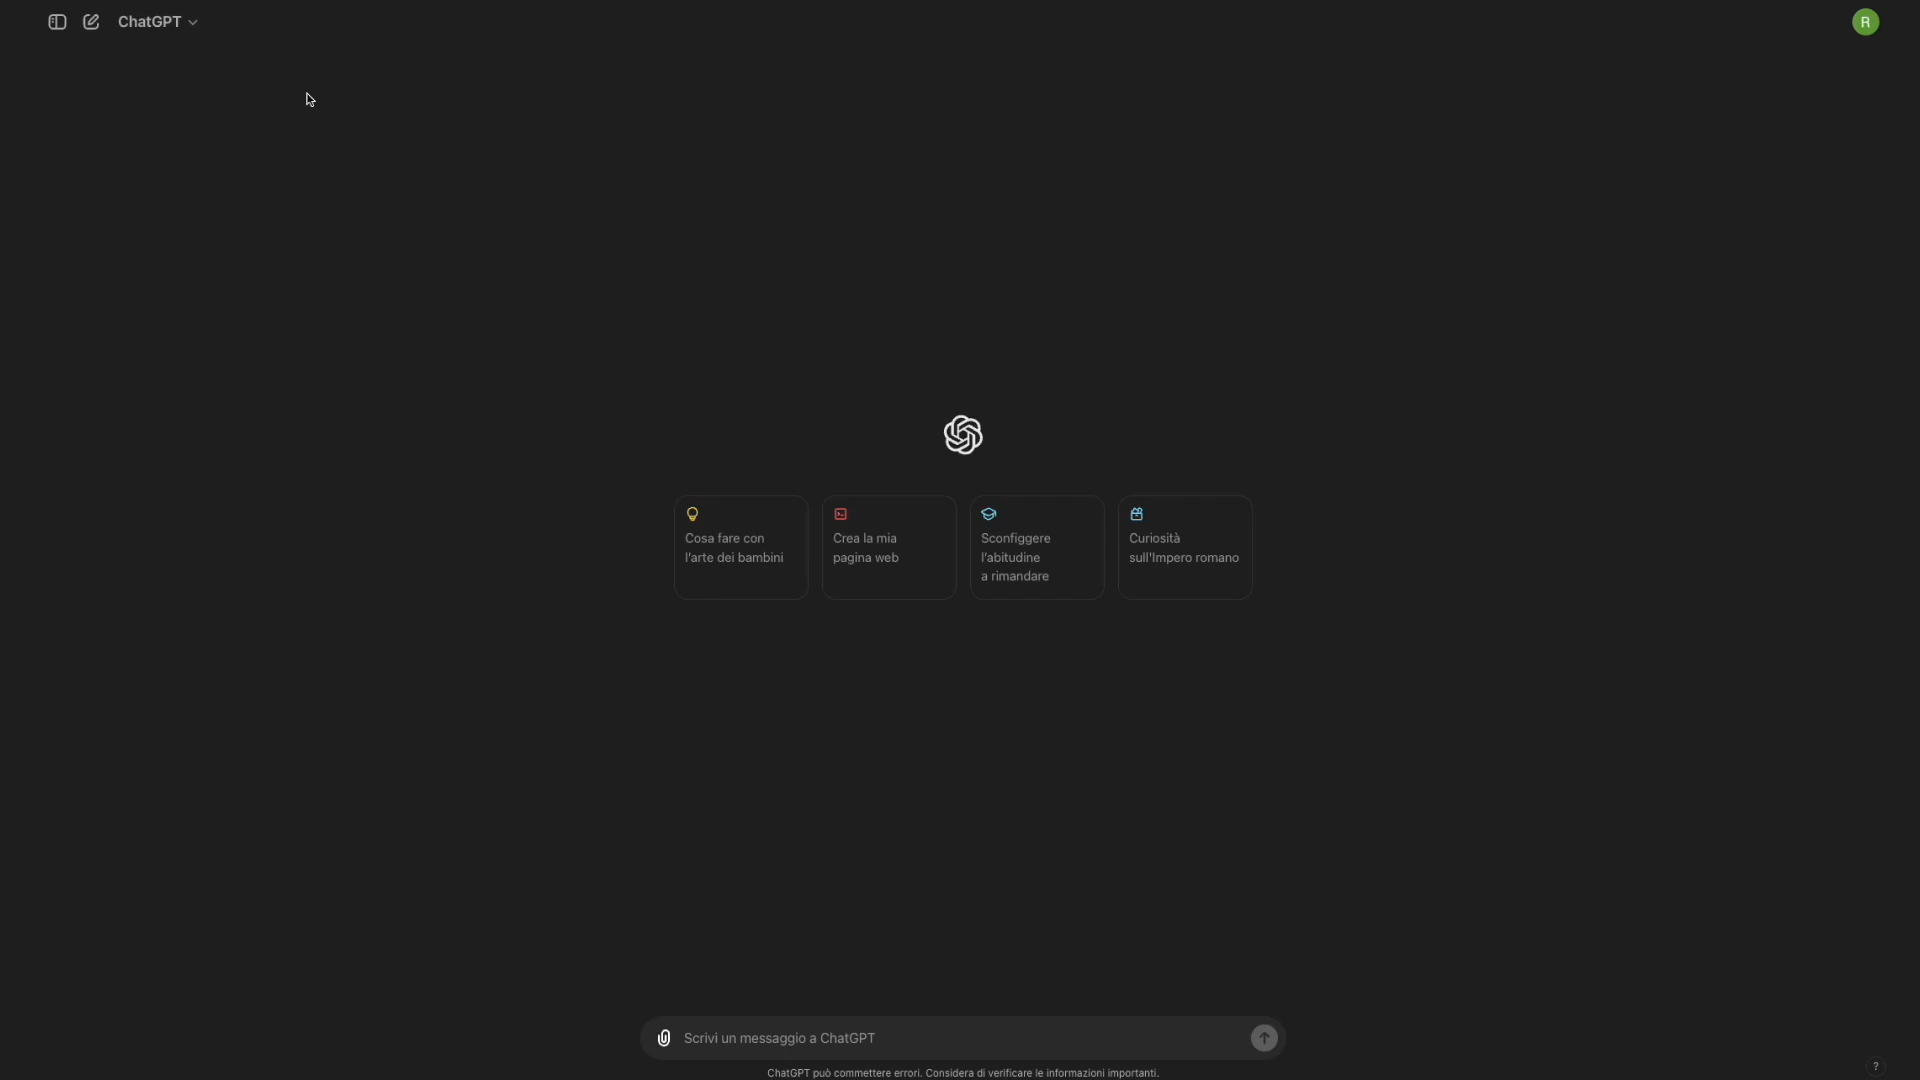 ChatGPT
R
Cosa fare con
l'arte dei bambini
Crea la mia
pagina web
Sconfiggere
l'abitudine
a rimandare
Curiosità
sull'Impero romano
Scrivi un messaggio a ChatGPT
ChatGPT può commettere errori. Considera di verificare le informazioni importanti.
?